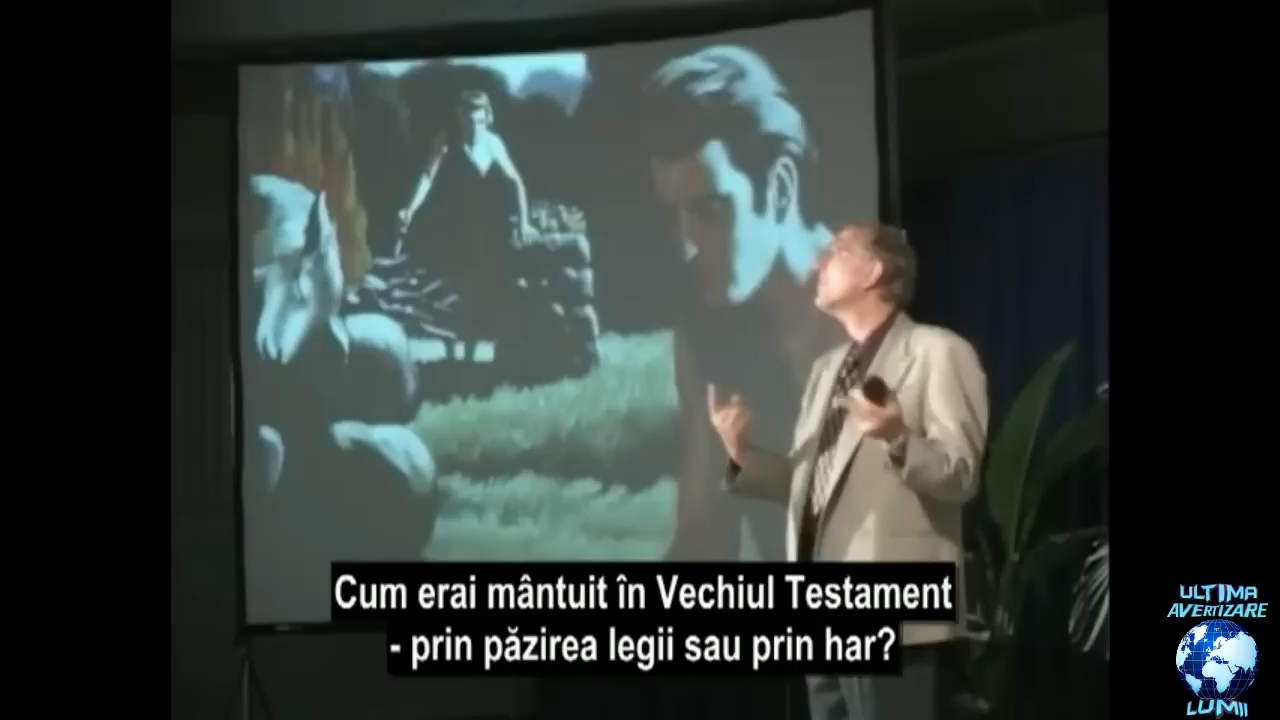 Cum erai mântuit în Vechiul Testament
- prin păzirea legii sau prin har?
ULTIMA
AVERTIZARE
LUMII